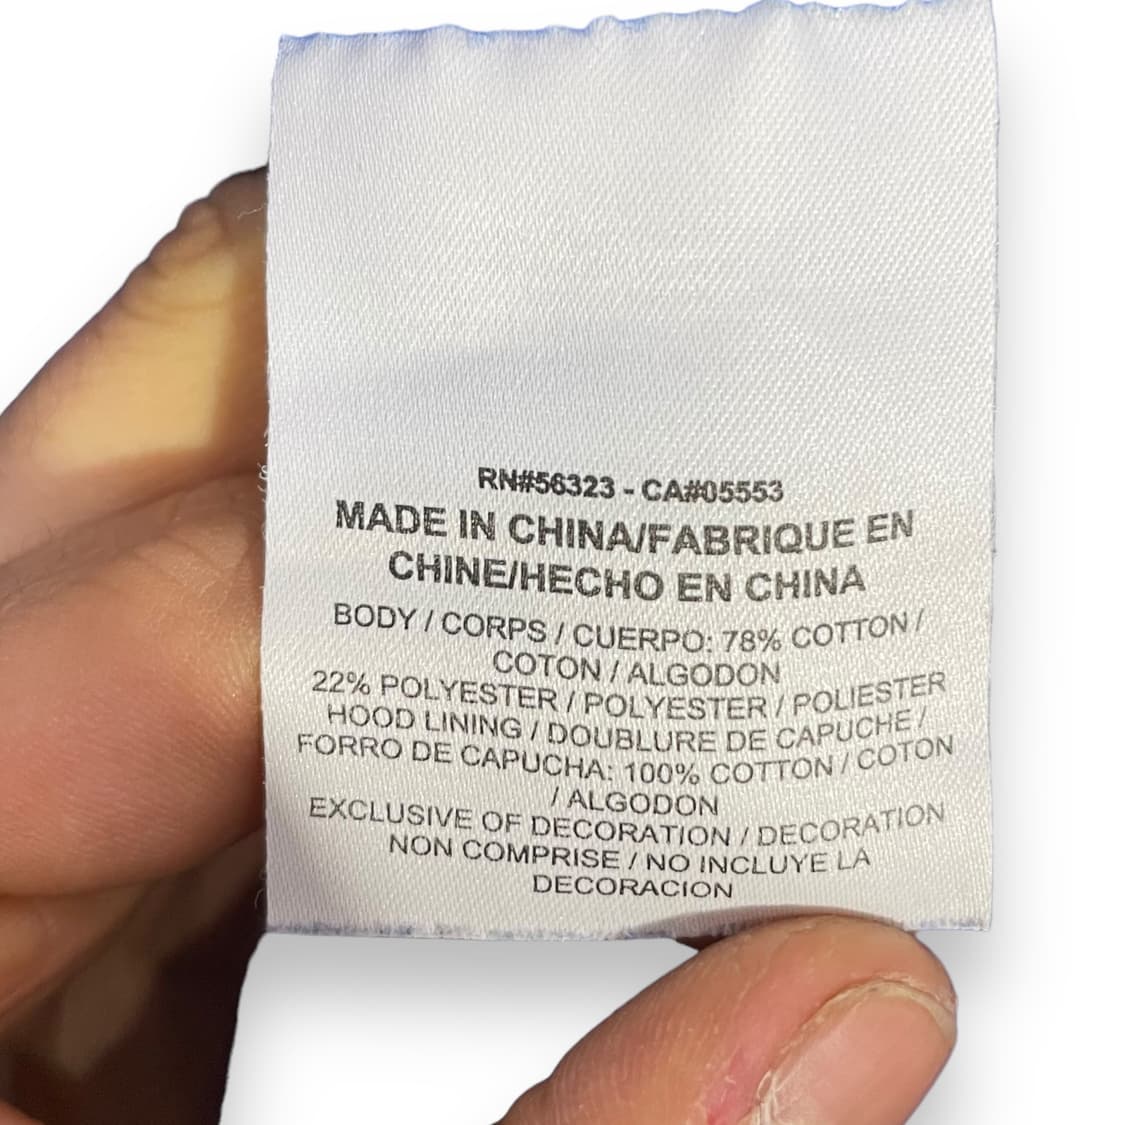 RN#56323 - CA#05553
MADE IN CHINA/FABRIQUE EN
CHINE/HECHO EN CHINA
BODY / CORPS / CUERPO: 78% COTTON /
COTON / ALGODON
22% POLYESTER / POLYESTER / POLIESTER
HOOD LINING / DOUBLURE DE CAPUCHE /
FORRO DE CAPUCHA: 100% COTTON / COTON
/ ALGODON
EXCLUSIVE OF DECORATION / DECORATION
NON COMPRISE / NO INCLUYE LA
DECORACION